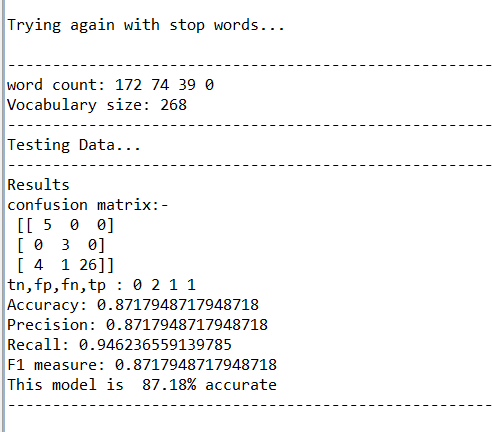 Trying again with stop words...
------------------------------------------------------
word count: 172 74 39 0
Vocabulary size: 268
------------------------------------------------------
Testing Data...
------------------------------------------------------
Results
confusion matrix:-
 [[ 5  0  0]
 [ 0  3  0]
 [ 4  1 26]]
tn,fp,fn,tp : 0 2 1 1
Accuracy: 0.8717948717948718
Precision: 0.8717948717948718
Recall: 0.946236559139785
F1 measure: 0.8717948717948718
This model is  87.18% accurate
------------------------------------------------------